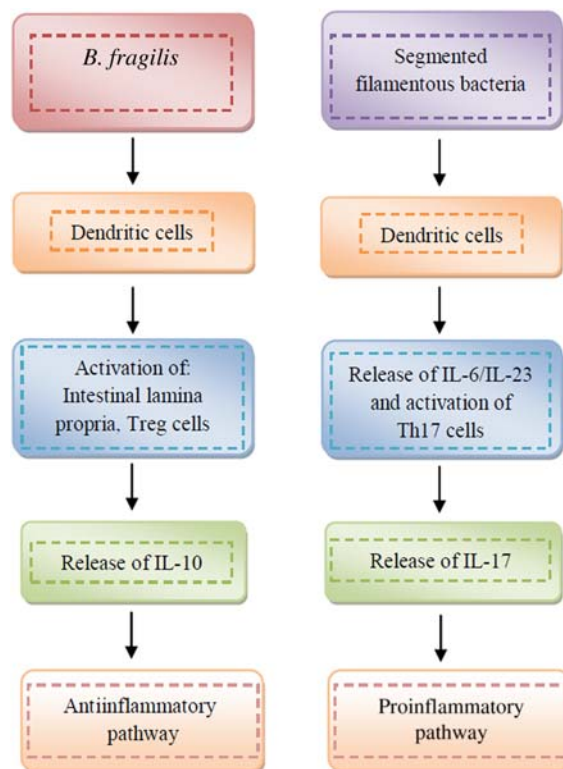 B. fragilis
Dendritic cells
Activation of:
Intestinal lamina
propria, Treg cells
Release of IL-10
Antiinflammatory
pathway
Segmented
filamentous bacteria
Dendritic cells
Release of IL-6/IL-23
and activation of
Th17 cells
Release of IL-17
Proinflammatory
pathway